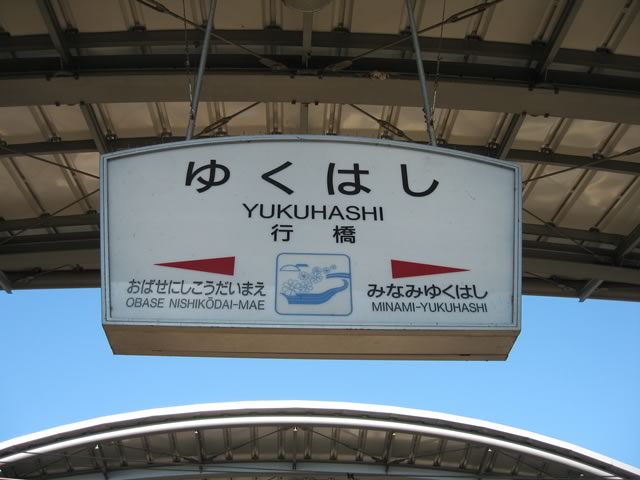 ゆくはし
YUKUHASHI
行橋
おばせにしこうだいまえ
OBASE NISHIKŌDAI-MAE
みなみゆくはし
MINAMI-YUKUHASHI